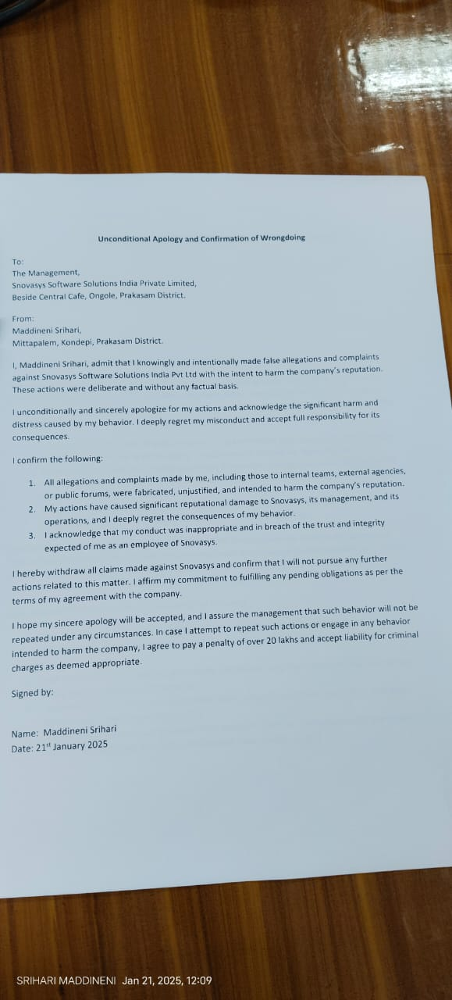 Unconditional Apology and Confirmation of Wrongdoing
To:
The Management,
Snovasys Software Solutions India Private Limited,
Beside Central Cafe, Ongole, Prakasam District.
From:
Maddineni Srihari,
Mittapalem, Kondepi, Prakasam District.
I, Maddineni Srihari, admit that I knowingly and intentionally made false allegations and complaints
against Snovasys Software Solutions India Pvt Ltd with the intent to harm the company's reputation.
These actions were deliberate and without any factual basis.
I unconditionally and sincerely apologize for my actions and acknowledge the significant harm and
distress caused by my behavior. I deeply regret my misconduct and accept full responsibility for its
consequences.
I confirm the following:
1. All allegations and complaints made by me, including those to internal teams, external agencies,
or public forums, were fabricated, unjustified, and intended to harm the company's reputation.
2. My actions have caused significant reputational damage to Snovasys, its management, and its
operations, and I deeply regret the consequences of my behavior.
3. I acknowledge that my conduct was inappropriate and in breach of the trust and integrity
expected of me as an employee of Snovasys.
I hereby withdraw all claims made against Snovasys and confirm that I will not pursue any further
actions related to this matter. I affirm my commitment to fulfilling any pending obligations as per the
terms of my agreement with the company.
I hope my sincere apology will be accepted, and I assure the management that such behavior will not be
repeated under any circumstances. In case I attempt to repeat such actions or engage in any behavior
intended to harm the company, I agree to pay a penalty of over 20 lakhs and accept liability for criminal
charges as deemed appropriate.
Signed by:
Name: Maddineni Srihari
Date: 21st January 2025
SRIHARI MADDINENI Jan 21, 2025, 12:09